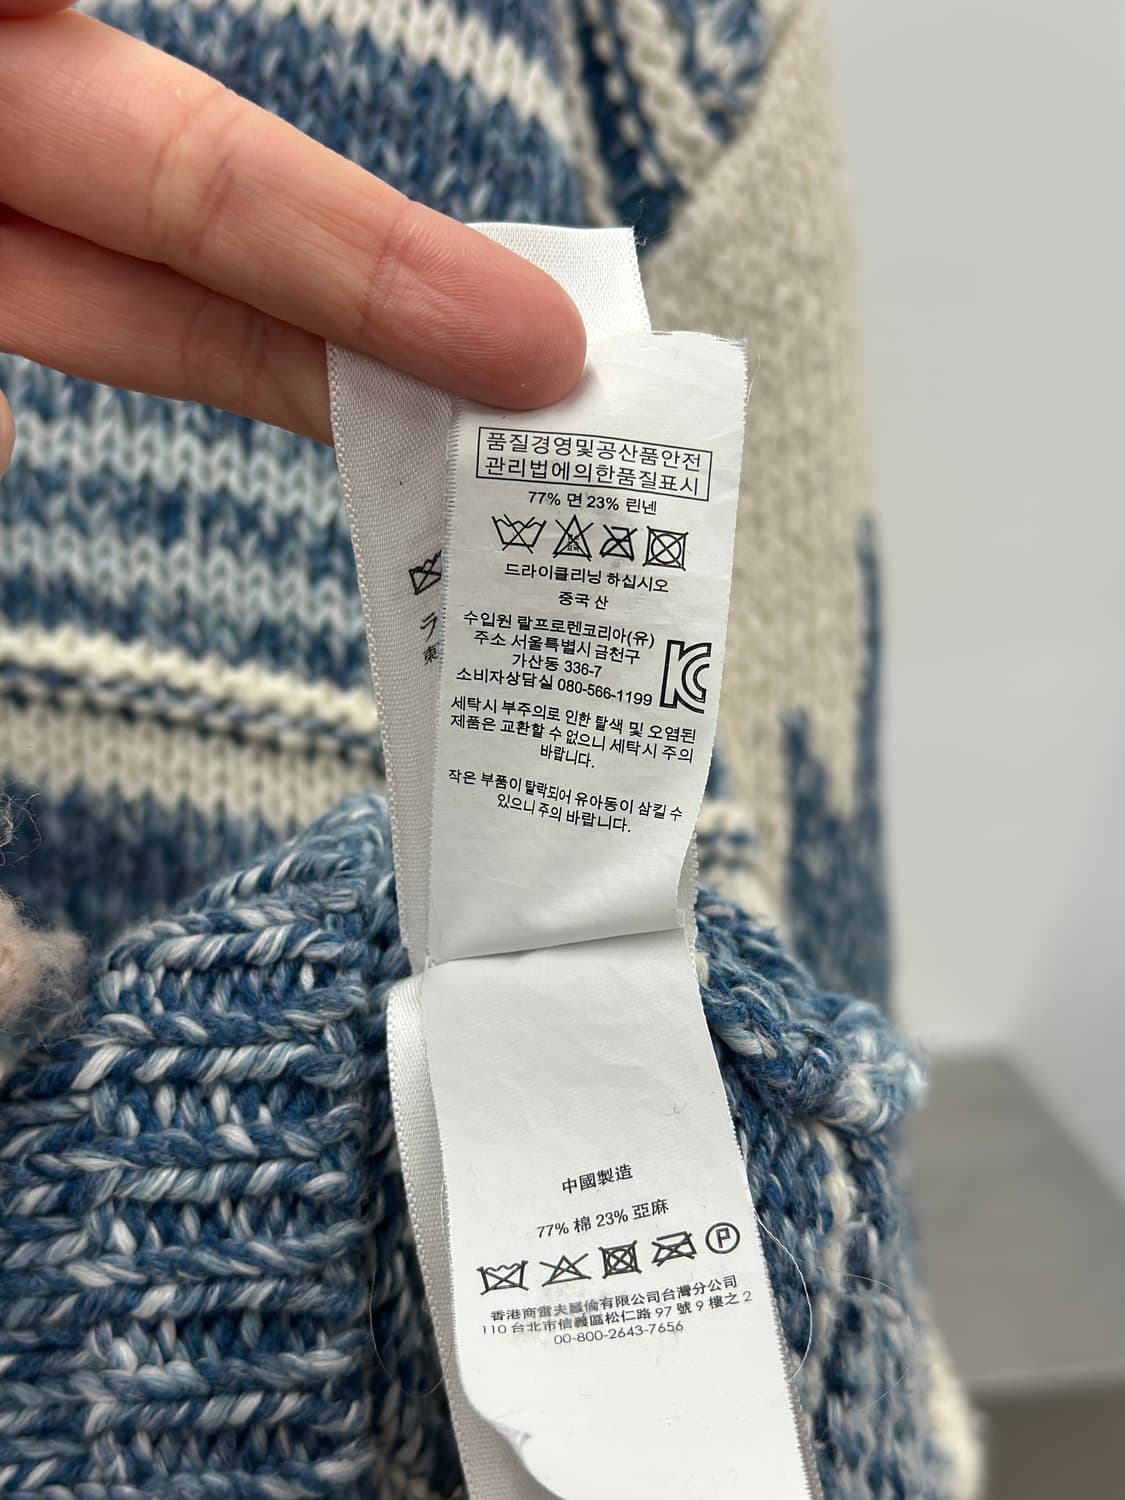 품질경영및공산품안전
관리법에의한품질표시
77% 면 23% 린넨
드라이클리닝 하십시오
중국 산
수입원 랄프로렌코리아(유)
주소 서울특별시 금천구
가산동 336-7
소비자상담실 080-566-1199
세탁시 부주의로 인한 탈색 및 오염된
제품은 교환할 수 없으니 세탁시 주의
바랍니다.
작은 부품이 탈락되어 유아동이 삼킬 수
있으니 주의 바랍니다.
ラ
東
中國製造
77% 棉 23% 亞麻
P
香港商雷夫羅倫有限公司台灣分公司
110 台北市信義區松仁路 97 號 9 樓之 2
00-800-2643-7656